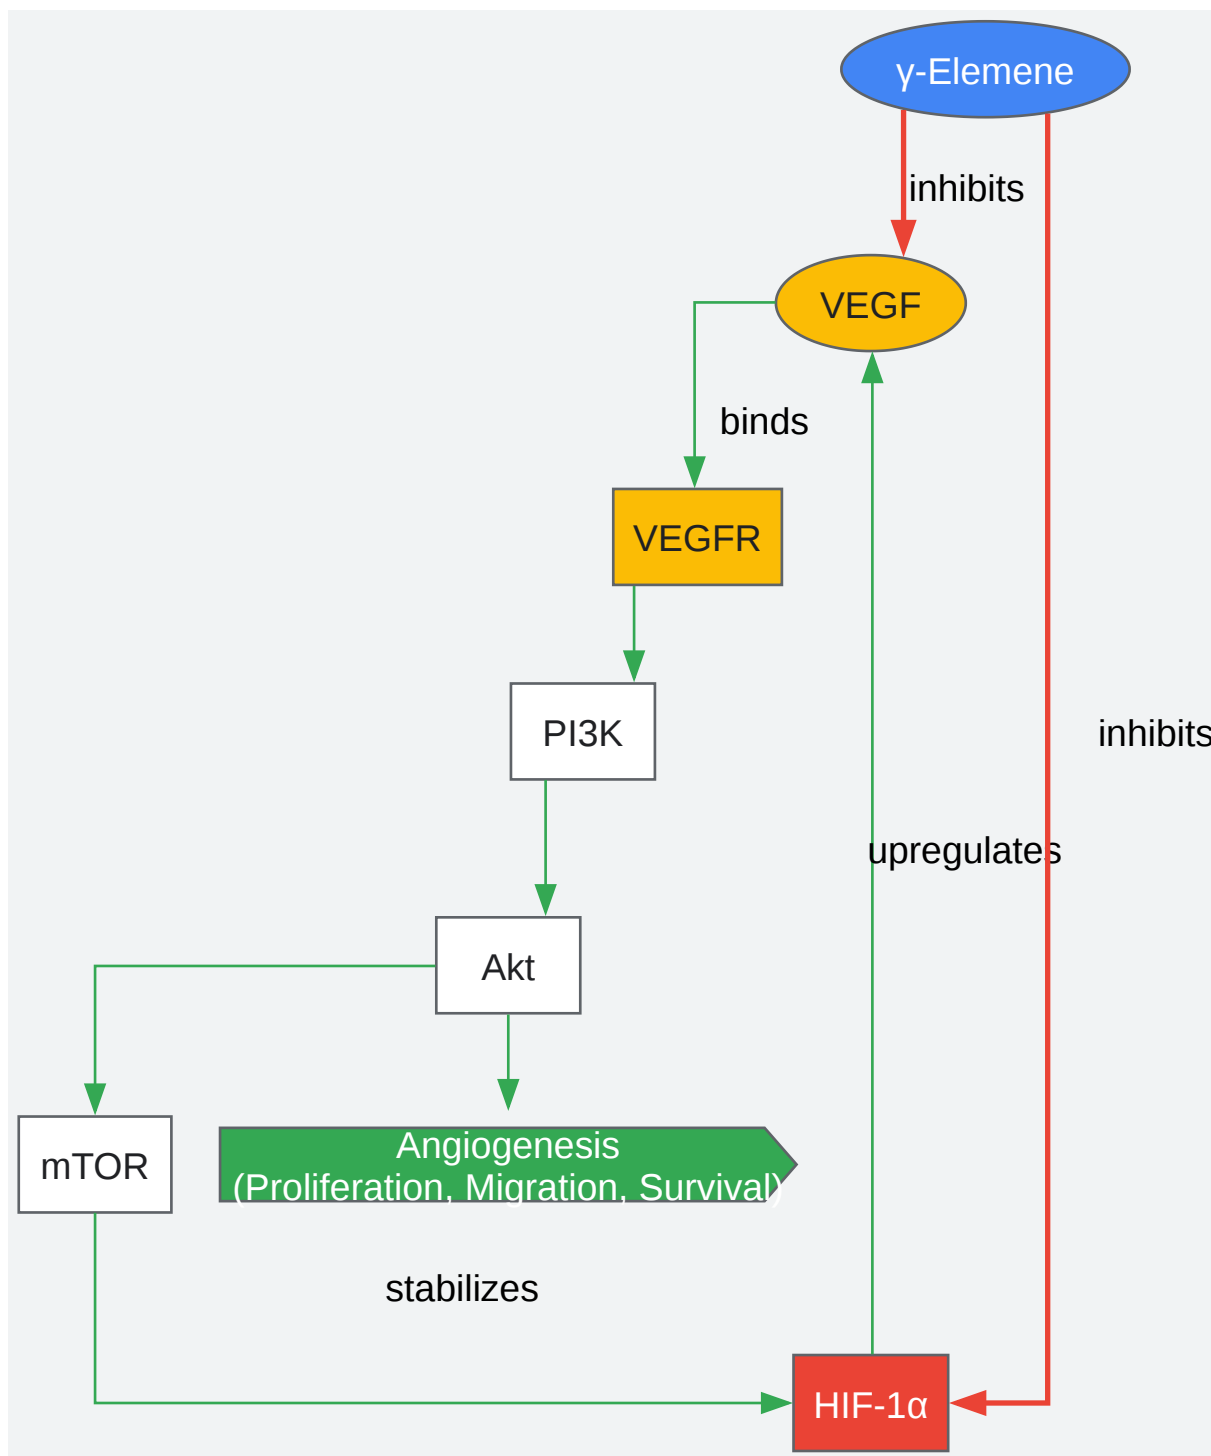 γ-Elemene
inhibits
VEGF
binds
VEGFR
PI3K
inhibits
upregulates
Akt
Angiogenesis
(Proliferation, Migration, Survival)
mTOR
stabilizes
HIF-1α